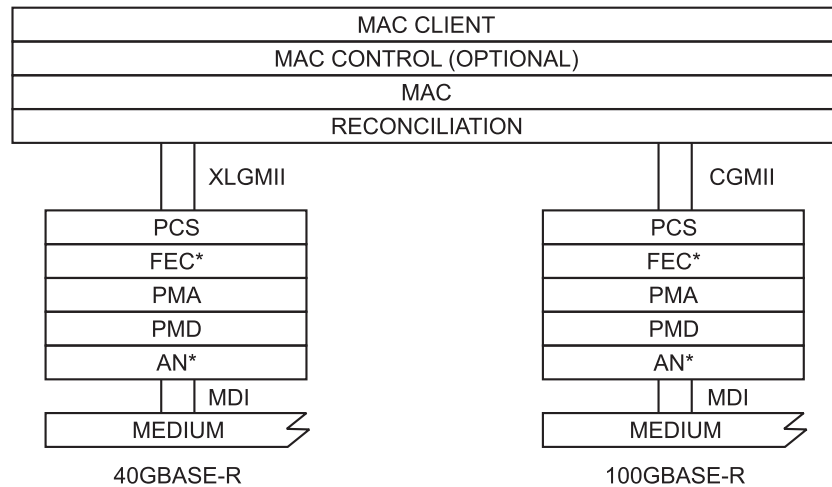 MAC CLIENT
MAC CONTROL (OPTIONAL)
MAC
RECONCILIATION
XLGMII
CGMII
PCS
PCS
FEC*
FEC*
PMA
PMA
PMD
PMD
AN*
AN*
MDI
MDI
MEDIUM
MEDIUM
40GBASE-R
100GBASE-R